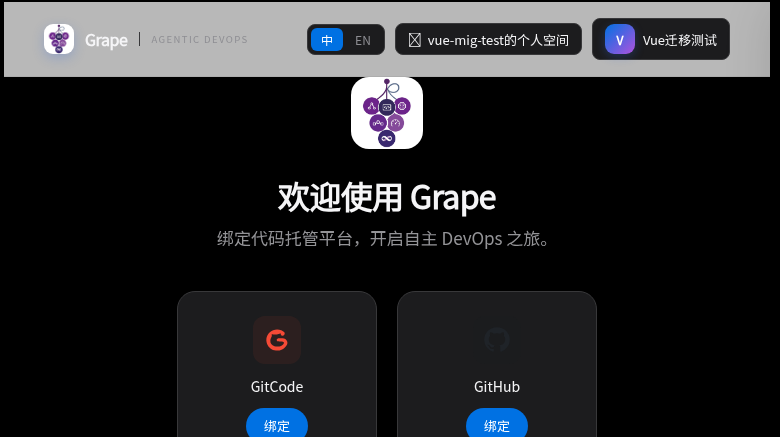 Grape
AGENTIC DEVOPS
中 EN
vue-mig-test的个人空间
V Vue迁移测试
欢迎使用 Grape
绑定代码托管平台，开启自主 DevOps 之旅。
GitCode GitHub
绑定 绑定